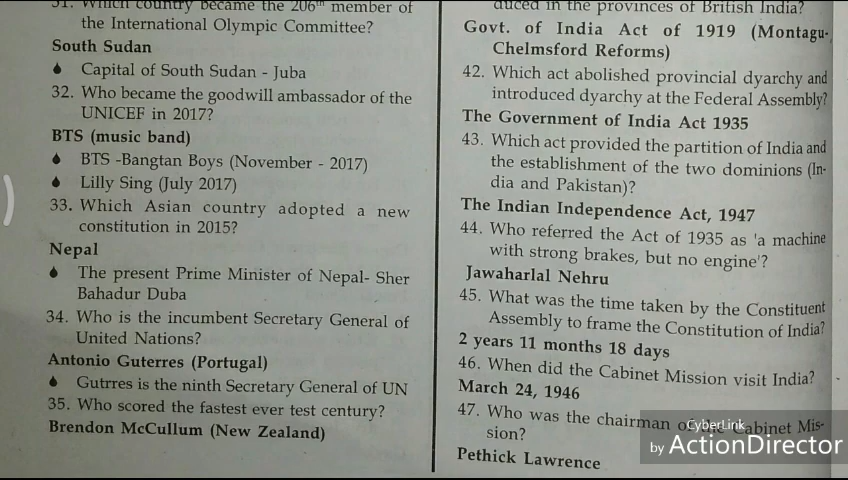 31. Which country became the 206th member of
the International Olympic Committee?
South Sudan
Capital of South Sudan - Juba
32. Who became the goodwill ambassador of the
UNICEF in 2017?
BTS (music band)
BTS -Bangtan Boys (November - 2017)
Lilly Sing (July 2017)
33. Which Asian country adopted a new
constitution in 2015?
Nepal
The present Prime Minister of Nepal- Sher
Bahadur Duba
34. Who is the incumbent Secretary General of
United Nations?
Antonio Guterres (Portugal)
Gutrres is the ninth Secretary General of UN
35. Who scored the fastest ever test century?
Brendon McCullum (New Zealand)
duced in the provinces of British India?
Govt. of India Act of 1919 (Montagu-
Chelmsford Reforms)
42. Which act abolished provincial dyarchy and
introduced dyarchy at the Federal Assembly?
The Government of India Act 1935
43. Which act provided the partition of India and
the establishment of the two dominions (In-
dia and Pakistan)?
The Indian Independence Act, 1947
44. Who referred the Act of 1935 as 'a machine
with strong brakes, but no engine'?
Jawaharlal Nehru
45. What was the time taken by the Constituent
Assembly to frame the Constitution of India?
2 years 11 months 18 days
46. When did the Cabinet Mission visit India?
March 24, 1946
47. Who was the chairman of the Cabinet Mis-
sion?
Pethick Lawrence
CyberLink
by ActionDirector